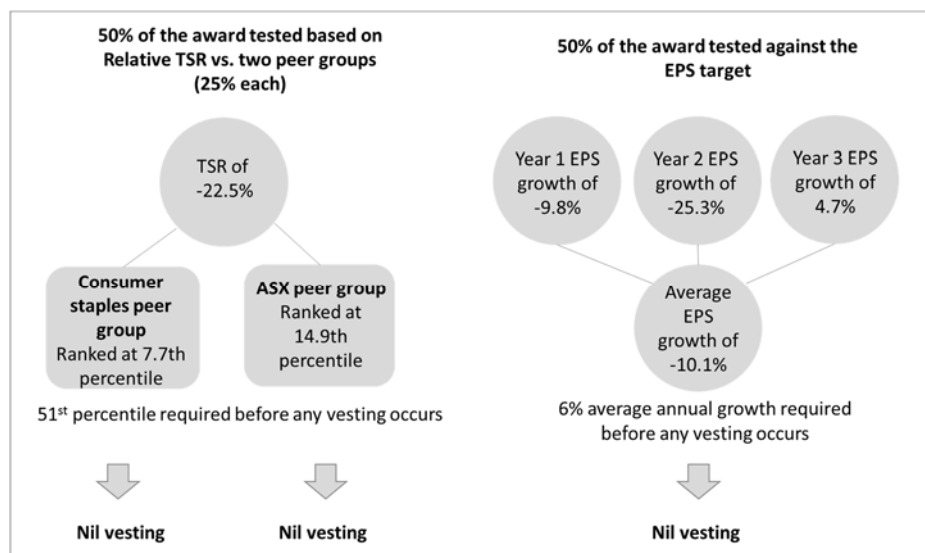 50% of the award tested based on
Relative TSR vs. two peer groups
(25% each)
TSR of
-22.5%
Consumer
staples peer
group
Ranked at 7.7th
percentile
ASX peer group
Ranked at
14.9th
percentile
51st percentile required before any vesting occurs
Nil vesting
Nil vesting
50% of the award tested against the
EPS target
Year 1 EPS
growth of
-9.8%
Year 2 EPS
growth of
-25.3%
Year 3 EPS
growth of
4.7%
Average
EPS
growth of
-10.1%
6% average annual growth required
before any vesting occurs
Nil vesting